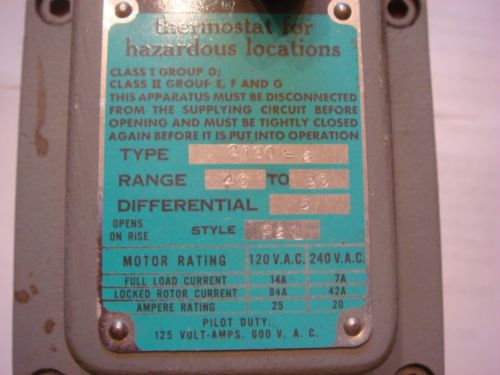 thermostat for
hazardous locations
CLASS I GROUP D;
CLASS II GROUP E, F AND G
THIS APPARATUS MUST BE DISCONNECTED
FROM THE SUPPLYING CIRCUIT BEFORE
OPENING AND MUST BE TIGHTLY CLOSED
AGAIN BEFORE IT IS PUT INTO OPERATION
TYPE
RANGE 40 TO 90
DIFFERENTIAL 5
OPENS
ON RISE STYLE
MOTOR RATING 120 V.A.C. 240 V.A.C.
FULL LOAD CURRENT 14A 7A
LOCKED ROTOR CURRENT 84A 42A
AMPERE RATING 25 20
PILOT DUTY:
125 VOLT-AMPS. 600 V. A. C.